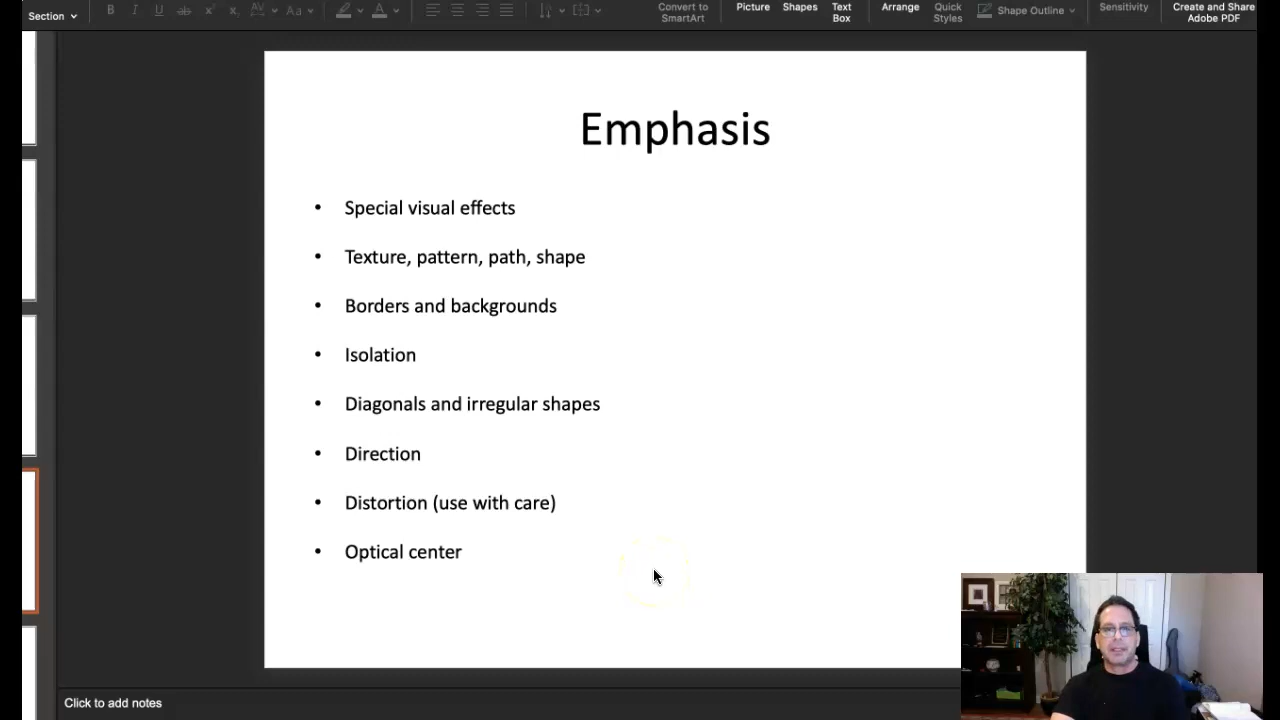 Section
B I U ab
Aa
A
Convert to
SmartArt
Picture
Shapes
Text
Box
Arrange
Quick
Styles
Shape Outline
Sensitivity
Create and Share
Adobe PDF
Emphasis
• Special visual effects
• Texture, pattern, path, shape
• Borders and backgrounds
• Isolation
• Diagonals and irregular shapes
• Direction
• Distortion (use with care)
• Optical center
Click to add notes